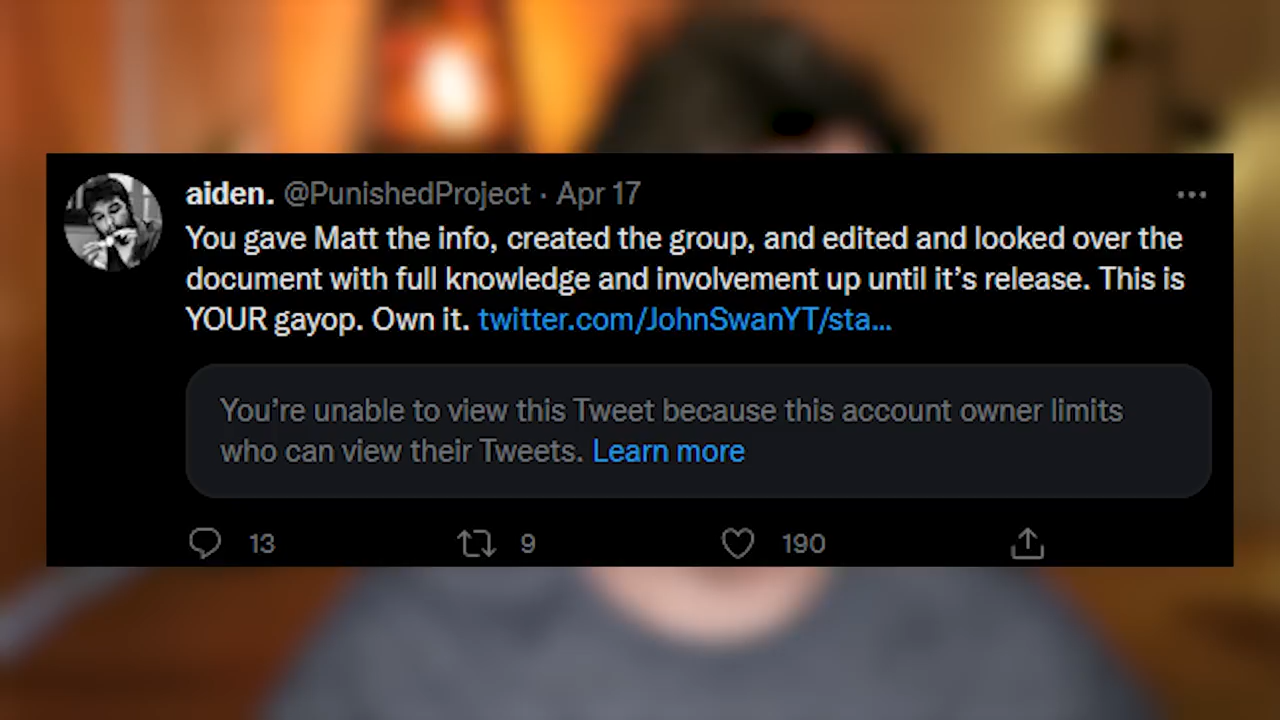 aiden. @PunishedProject · Apr 17
You gave Matt the info, created the group, and edited and looked over the
document with full knowledge and involvement up until it’s release. This is
YOUR gayop. Own it. twitter.com/JohnSwanYT/sta...
You’re unable to view this Tweet because this account owner limits
who can view their Tweets. Learn more
13 9 190